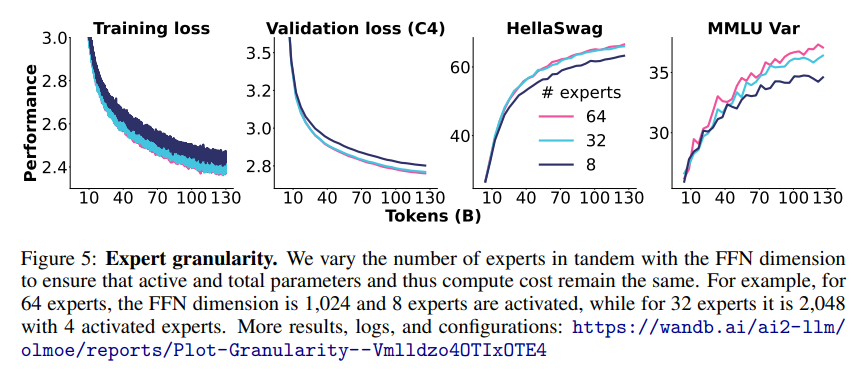 Training loss
Validation loss (C4)
HellaSwag
MMLU Var
Performance
3.0
2.8
2.6
2.4
10 40 70 100 130
3.5
3.2
3.0
2.8
10 40 70 100 130
60
40
10 40 70 100 130
# experts
64
32
8
35
30
10 40 70 100 130
Tokens (B)
Figure 5: Expert granularity. We vary the number of experts in tandem with the FFN dimension
to ensure that active and total parameters and thus compute cost remain the same. For example, for
64 experts, the FFN dimension is 1,024 and 8 experts are activated, while for 32 experts it is 2,048
with 4 activated experts. More results, logs, and configurations: https://wandb.ai/ai2-llm/
olmoe/reports/Plot-Granularity--Vmlldzo4OTIxOTE4